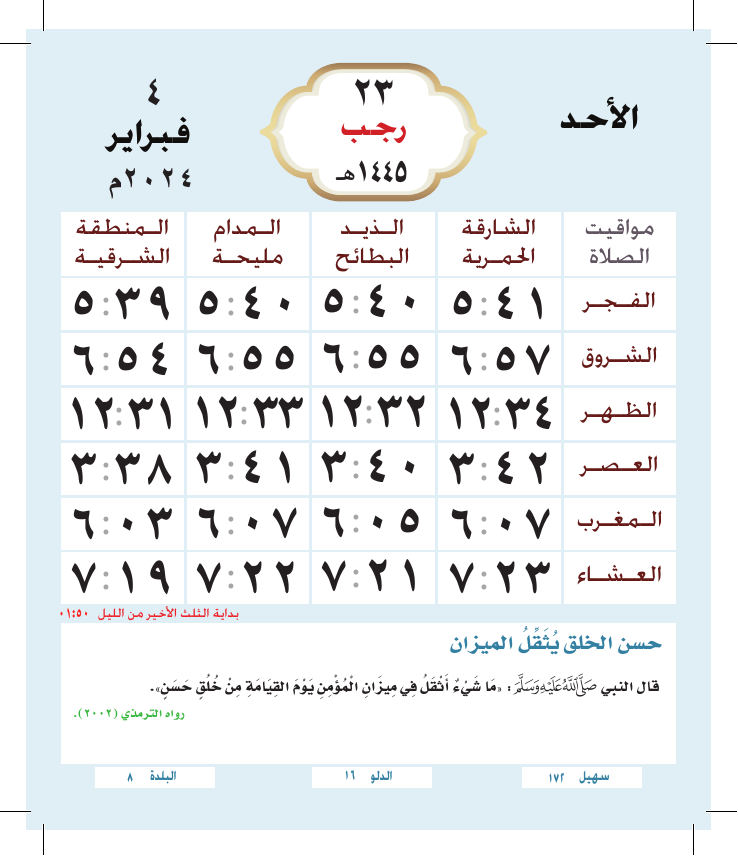 الأحد
٢٣
رجب
١٤٤٥هـ
٤
فبراير
٢٠٢٤م
مواقيت الصلاة | الشارقة الحمرية | الذيد البطائح | المدام مليحة | المنطقة الشرقية
الفجر ٥:٤١ ٥:٤٠ ٥:٤٠ ٥:٣٩
الشروق ٦:٥٧ ٦:٥٥ ٦:٥٥ ٦:٥٤
الظهر ١٢:٣٤ ١٢:٣٢ ١٢:٣٣ ١٢:٣١
العصر ٣:٤٢ ٣:٤٠ ٣:٤١ ٣:٣٨
المغرب ٦:٠٧ ٦:٠٥ ٦:٠٧ ٦:٠٣
العشاء ٧:٢٣ ٧:٢١ ٧:٢٢ ٧:١٩
بداية الثلث الأخير من الليل ٠١:٥٠
حسن الخلق يُثَقِّلُ الميزان
قال النبي صَلَّى اللَّهُ عَلَيْهِ وَسَلَّمَ : «مَا شَيْءٌ أَثْقَلُ فِي مِيزَانِ الْمُؤْمِنِ يَوْمَ القِيَامَةِ مِنْ خُلُقٍ حَسَنٍ».
رواه الترمذي (٢٠٠٢).
سهيل ١٧٢
الدلو ١٦
البلدة ٨